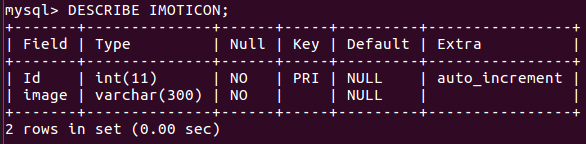 mysql> DESCRIBE IMOTICON;
+-------+--------------+------+-----+---------+----------------+
| Field | Type         | Null | Key | Default | Extra          |
+-------+--------------+------+-----+---------+----------------+
| Id    | int(11)      | NO   | PRI | NULL    | auto_increment |
| image | varchar(300) | NO   |     | NULL    |                |
+-------+--------------+------+-----+---------+----------------+
2 rows in set (0.00 sec)